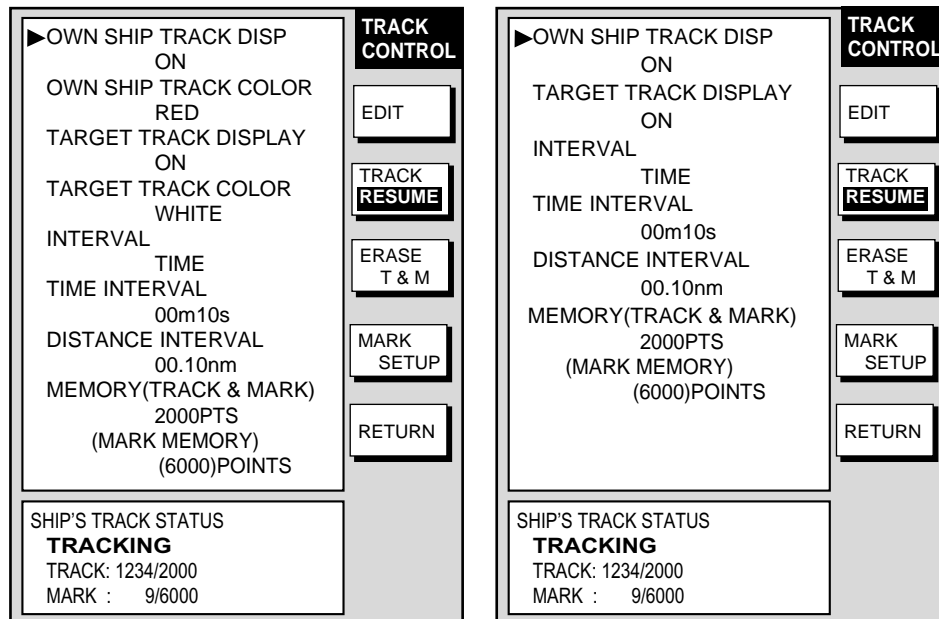 ▶OWN SHIP TRACK DISP
ON
OWN SHIP TRACK COLOR
RED
TARGET TRACK DISPLAY
ON
TARGET TRACK COLOR
WHITE
INTERVAL
TIME
TIME INTERVAL
00m10s
DISTANCE INTERVAL
00.10nm
MEMORY(TRACK & MARK)
2000PTS
(MARK MEMORY)
(6000)POINTS
SHIP'S TRACK STATUS
TRACKING
TRACK: 1234/2000
MARK : 9/6000
TRACK
CONTROL
EDIT
TRACK
RESUME
ERASE
T & M
MARK
SETUP
RETURN
▶OWN SHIP TRACK DISP
ON
TARGET TRACK DISPLAY
ON
INTERVAL
TIME
TIME INTERVAL
00m10s
DISTANCE INTERVAL
00.10nm
MEMORY(TRACK & MARK)
2000PTS
(MARK MEMORY)
(6000)POINTS
SHIP'S TRACK STATUS
TRACKING
TRACK: 1234/2000
MARK : 9/6000
TRACK
CONTROL
EDIT
TRACK
RESUME
ERASE
T & M
MARK
SETUP
RETURN